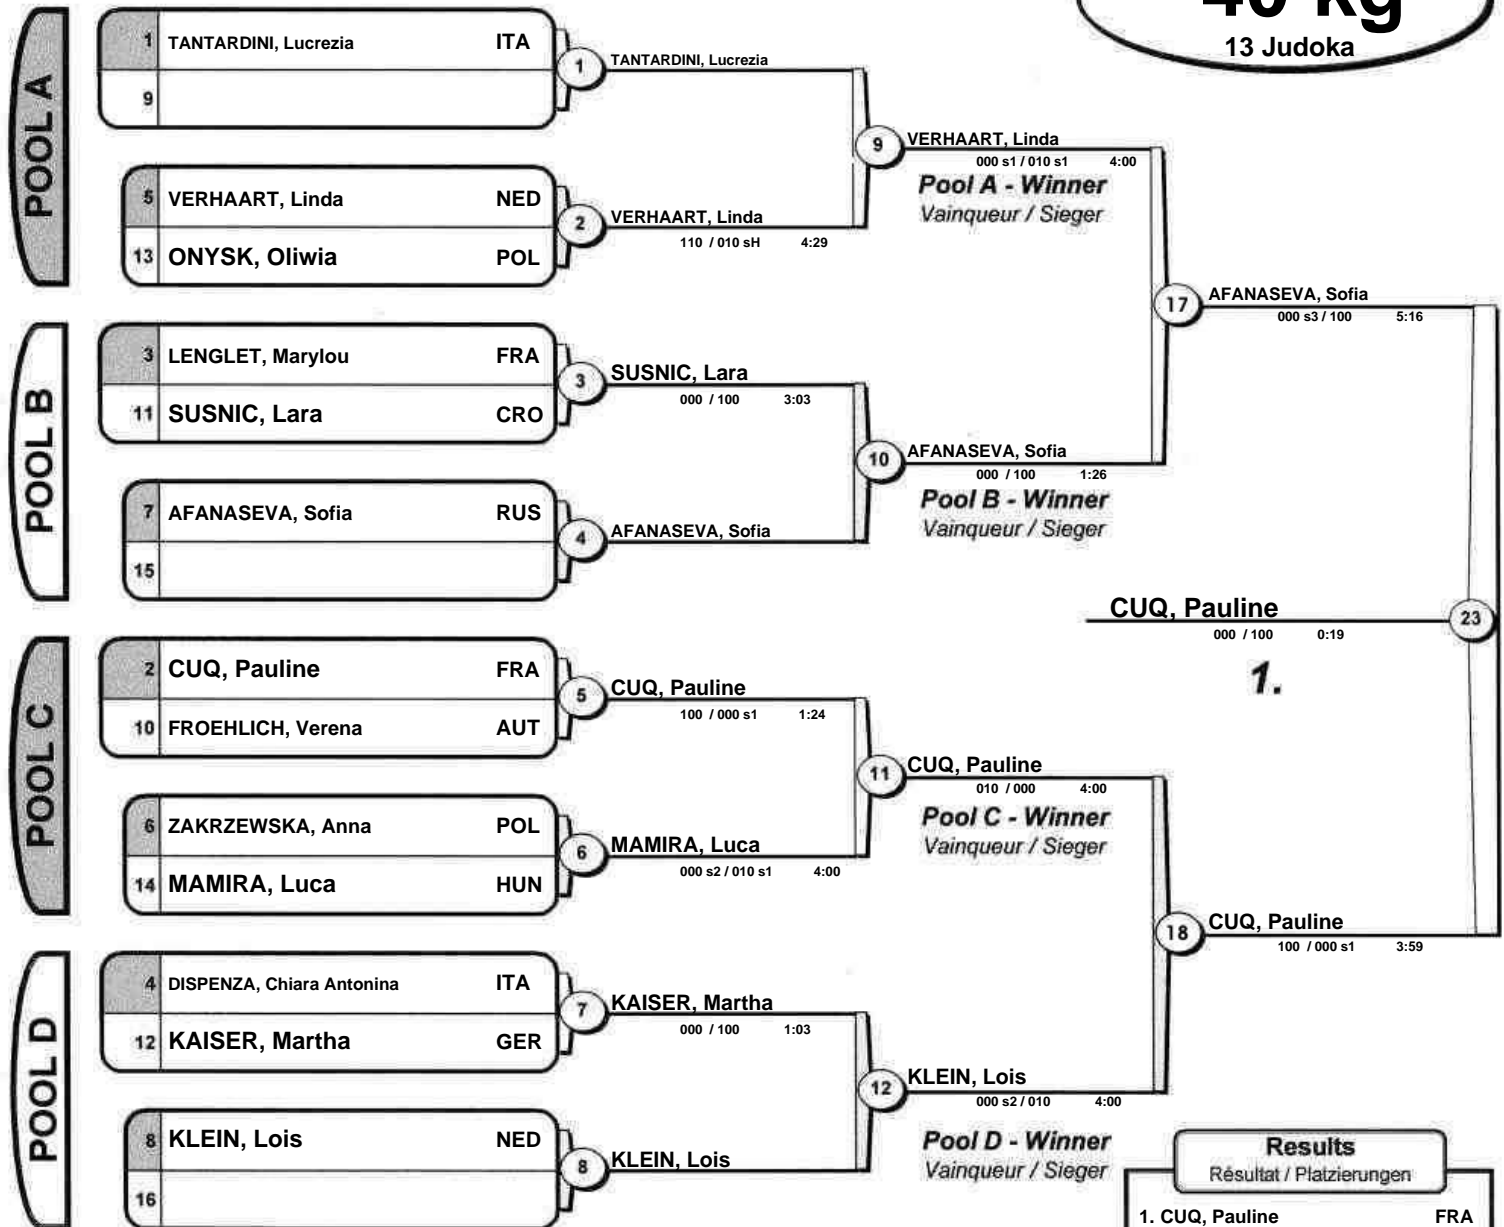 40 kg
13 Judoka
POOL A
1 TANTARDINI, Lucrezia ITA
9
1 TANTARDINI, Lucrezia
5 VERHAART, Linda NED
13 ONYSK, Oliwia POL
2 VERHAART, Linda
110 / 010 sH 4:29
9 VERHAART, Linda
000 s1 / 010 s1 4:00
Pool A - Winner
Vainqueur / Sieger
POOL B
3 LENGLET, Marylou FRA
11 SUSNIC, Lara CRO
3 SUSNIC, Lara
000 / 100 3:03
7 AFANASEVA, Sofia RUS
15
4 AFANASEVA, Sofia
10 AFANASEVA, Sofia
000 / 100 1:26
Pool B - Winner
Vainqueur / Sieger
17 AFANASEVA, Sofia
000 s3 / 100 5:16
CUQ, Pauline 23
000 / 100 0:19
1.
POOL C
2 CUQ, Pauline FRA
10 FROEHLICH, Verena AUT
5 CUQ, Pauline
100 / 000 s1 1:24
6 ZAKRZEWSKA, Anna POL
14 MAMIRA, Luca HUN
6 MAMIRA, Luca
000 s2 / 010 s1 4:00
11 CUQ, Pauline
010 / 000 4:00
Pool C - Winner
Vainqueur / Sieger
18 CUQ, Pauline
100 / 000 s1 3:59
POOL D
4 DISPENZA, Chiara Antonina ITA
12 KAISER, Martha GER
7 KAISER, Martha
000 / 100 1:03
8 KLEIN, Lois NED
16
8 KLEIN, Lois
12 KLEIN, Lois
000 s2 / 010 4:00
Pool D - Winner
Vainqueur / Sieger
Results
Résultat / Platzierungen
1. CUQ, Pauline FRA